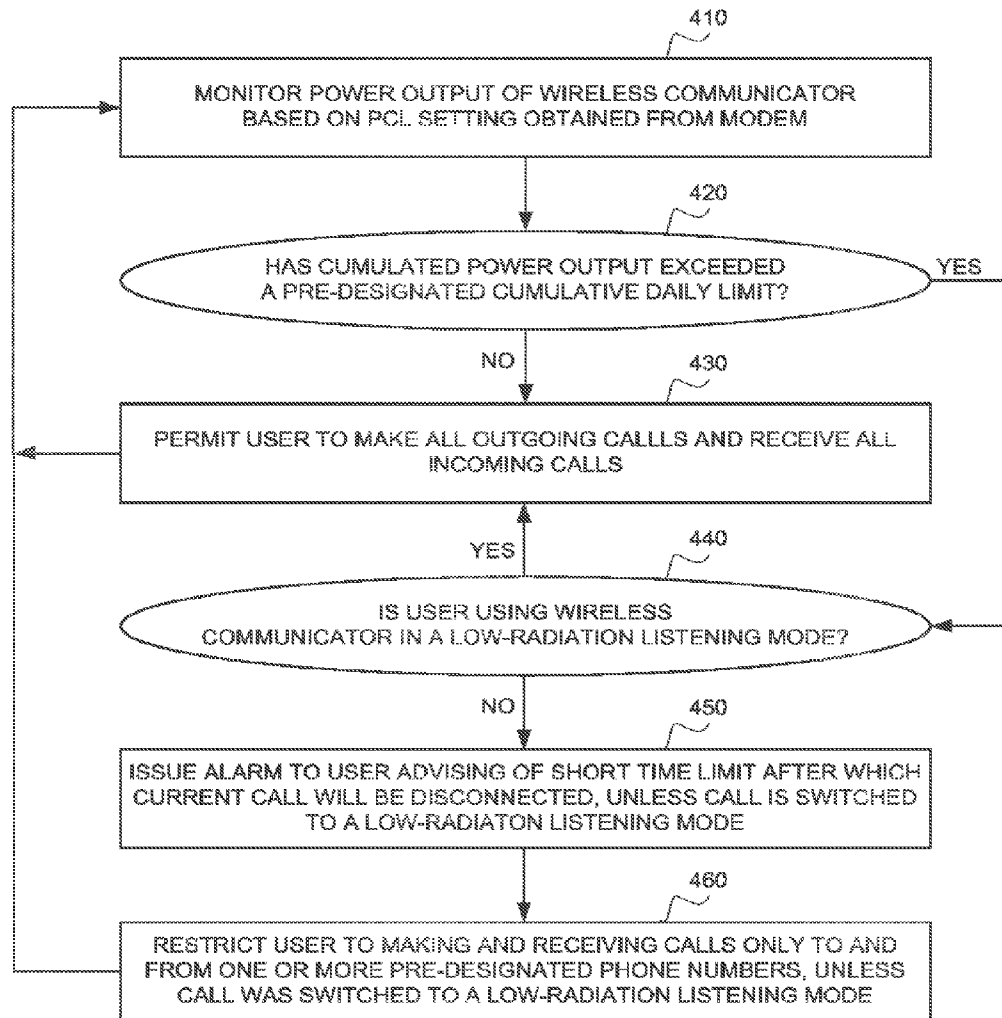 410
MONITOR POWER OUTPUT OF WIRELESS COMMUNICATOR
BASED ON PCL SETTING OBTAINED FROM MODEM
420
HAS CUMULATED POWER OUTPUT EXCEEDED
A PRE-DESIGNATED CUMULATIVE DAILY LIMIT?
YES
NO
430
PERMIT USER TO MAKE ALL OUTGOING CALLLS AND RECEIVE ALL
INCOMING CALLS
YES
440
IS USER USING WIRELESS
COMMUNICATOR IN A LOW-RADIATION LISTENING MODE?
NO
450
ISSUE ALARM TO USER ADVISING OF SHORT TIME LIMIT AFTER WHICH
CURRENT CALL WILL BE DISCONNECTED, UNLESS CALL IS SWITCHED
TO A LOW-RADIATON LISTENING MODE
460
RESTRICT USER TO MAKING AND RECEIVING CALLS ONLY TO AND
FROM ONE OR MORE PRE-DESIGNATED PHONE NUMBERS, UNLESS
CALL WAS SWITCHED TO A LOW-RADIATION LISTENING MODE